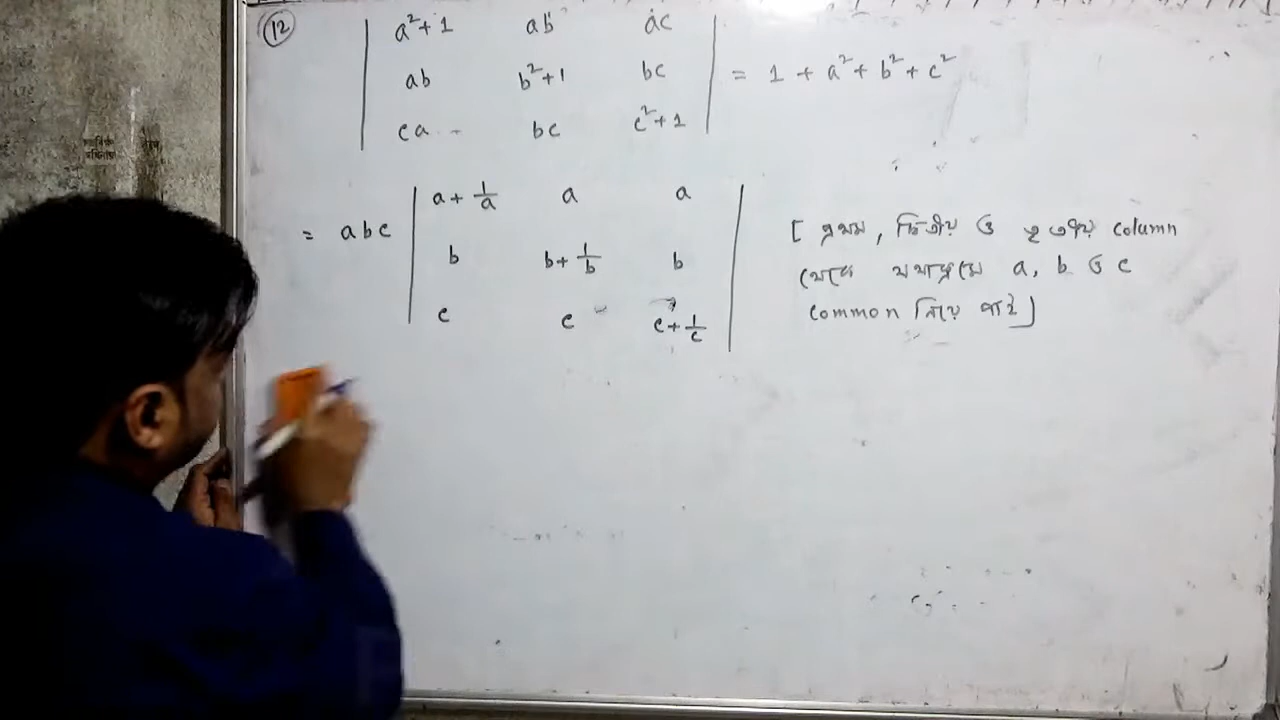 (12) | a²+1 ab ac |
| ab b²+1 bc | = 1 + a² + b² + c²
| ca bc c²+1 |
= abc | a + 1/a a a |
| b b + 1/b b |
| c c c + 1/c |
[ প্রথম, দ্বিতীয় ও তৃতীয় column
থেকে যথাক্রমে a, b ও c
common নিয়ে পাই ]